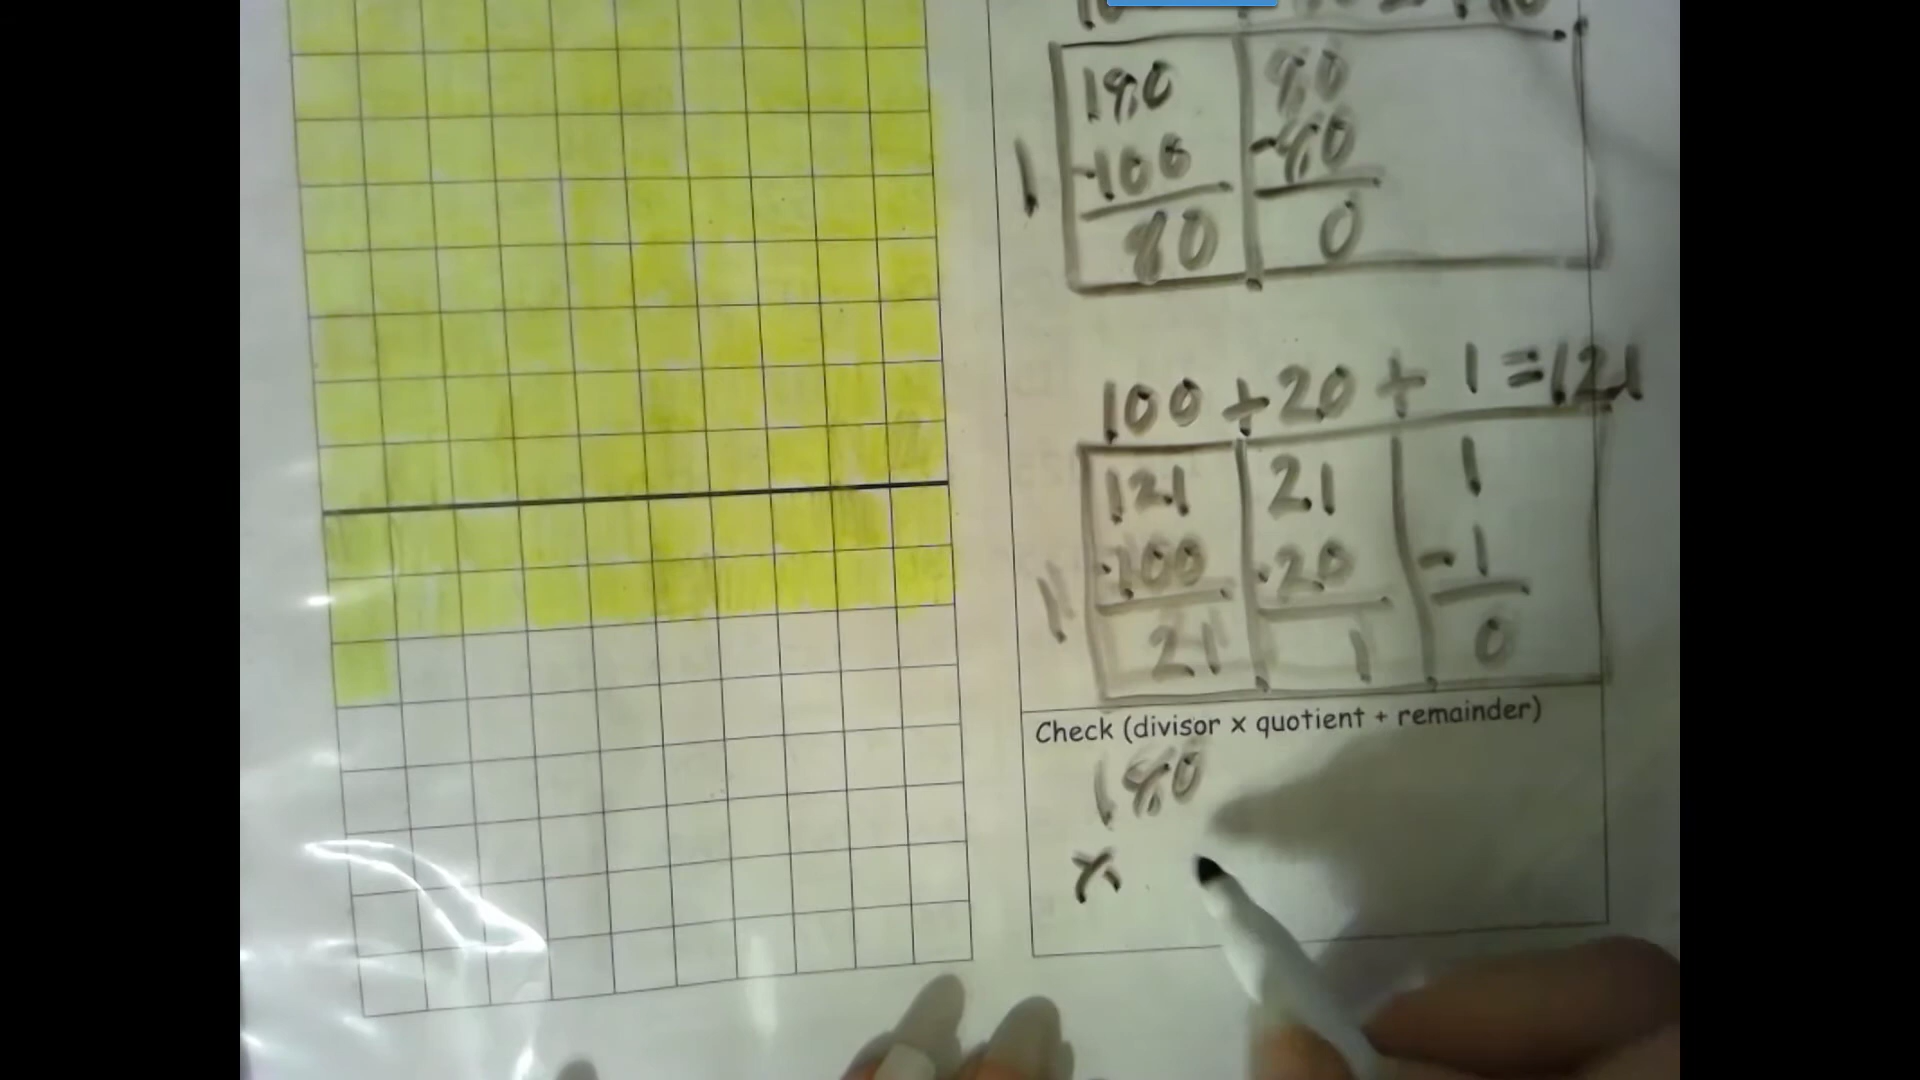 180 80
1 -100 -80
80 0
100 + 20 + 1 = 121
121 21 1
1 -100 -20 -1
21 1 0
Check (divisor x quotient + remainder)
180
x